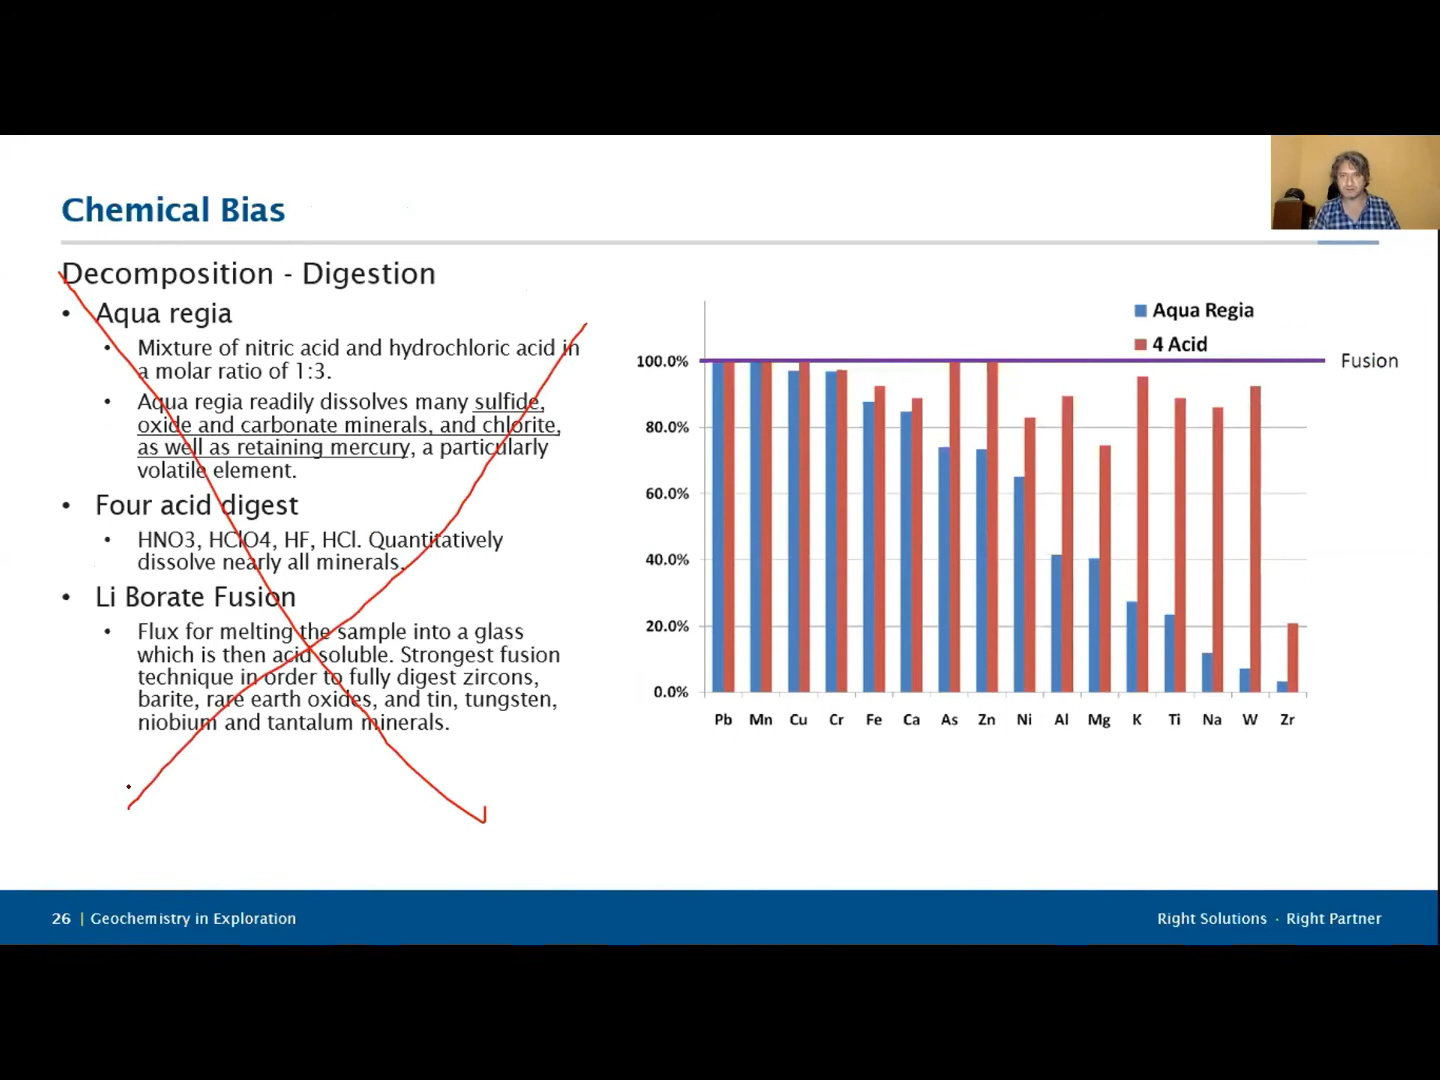 Chemical Bias
Decomposition - Digestion
• Aqua regia
• Mixture of nitric acid and hydrochloric acid in
a molar ratio of 1:3.
• Aqua regia readily dissolves many sulfide,
oxide and carbonate minerals, and chlorite,
as well as retaining mercury, a particularly
volatile element.
• Four acid digest
• HNO3, HClO4, HF, HCl. Quantitatively
dissolve nearly all minerals.
• Li Borate Fusion
• Flux for melting the sample into a glass
which is then acid soluble. Strongest fusion
technique in order to fully digest zircons,
barite, rare earth oxides, and tin, tungsten,
niobium and tantalum minerals.
Aqua Regia
4 Acid
Fusion
100.0%
80.0%
60.0%
40.0%
20.0%
0.0%
Pb Mn Cu Cr Fe Ca As Zn Ni Al Mg K Ti Na W Zr
26 | Geochemistry in Exploration
Right Solutions · Right Partner